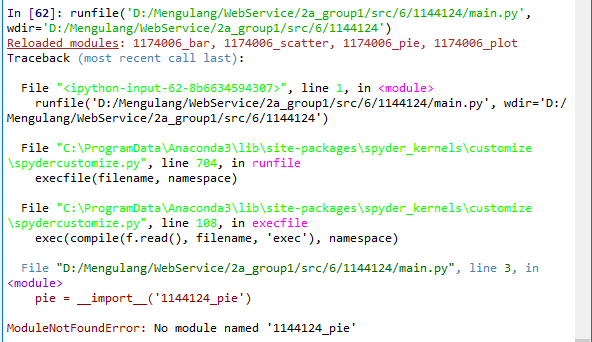 In [62]: runfile('D:/Mengulang/WebService/2a_group1/src/6/1144124/main.py',
wdir='D:/Mengulang/WebService/2a_group1/src/6/1144124')
Reloaded modules: 1174006_bar, 1174006_scatter, 1174006_pie, 1174006_plot
Traceback (most recent call last):
File "<ipython-input-62-8b6634594307>", line 1, in <module>
runfile('D:/Mengulang/WebService/2a_group1/src/6/1144124/main.py', wdir='D:/
Mengulang/WebService/2a_group1/src/6/1144124')
File "C:\ProgramData\Anaconda3\lib\site-packages\spyder_kernels\customize
\spydercustomize.py", line 704, in runfile
execfile(filename, namespace)
File "C:\ProgramData\Anaconda3\lib\site-packages\spyder_kernels\customize
\spydercustomize.py", line 108, in execfile
exec(compile(f.read(), filename, 'exec'), namespace)
File "D:/Mengulang/WebService/2a_group1/src/6/1144124/main.py", line 3, in
<module>
pie = __import__('1144124_pie')
ModuleNotFoundError: No module named '1144124_pie'